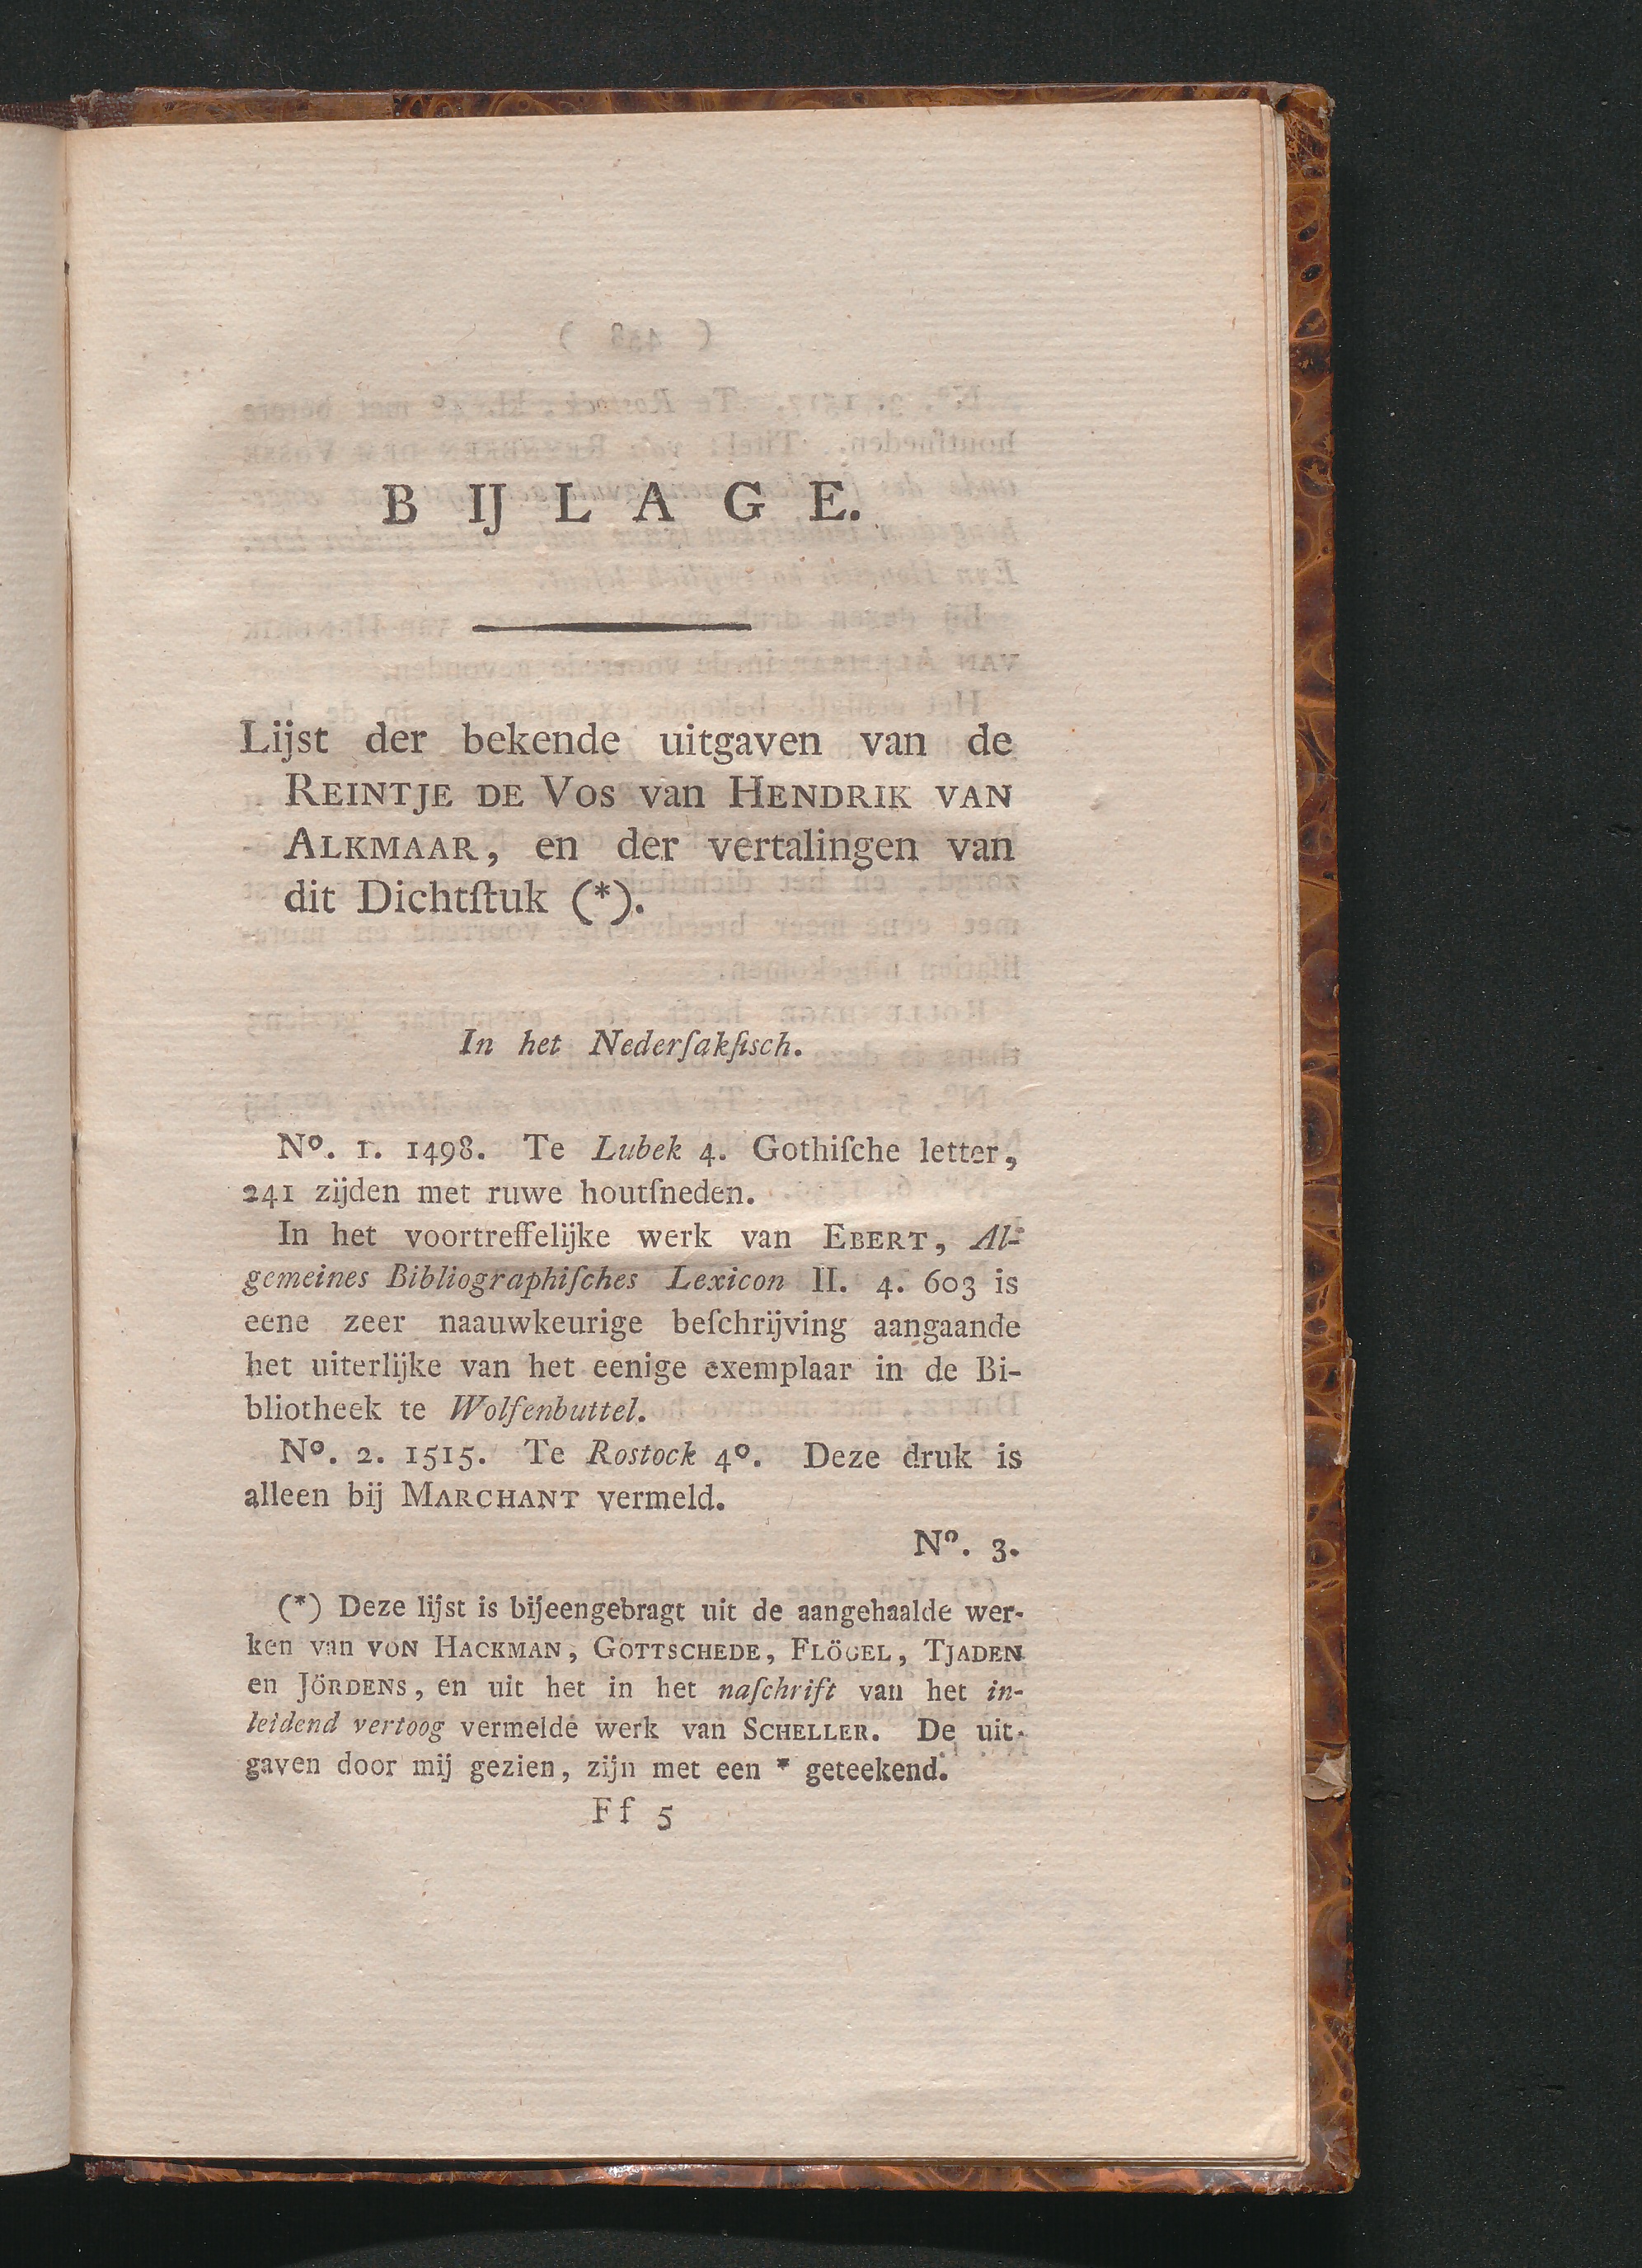 B IJ L A G E.
Lijst der bekende uitgaven van de
REINTJE DE VOS van HENDRIK VAN
ALKMAAR, en der vertalingen van
dit Dichtſtuk (*).
In het Nederſakſisch.
Nº. 1. 1498. Te Lubek 4. Gothiſche letter,
241 zijden met ruwe houtſneden.
In het voortreffelijke werk van EBERT, Al-
gemeines Bibliographiſches Lexicon II. 4. 603 is
eene zeer naauwkeurige beſchrijving aangaande
het uiterlijke van het eenige exemplaar in de Bi-
bliotheek te Wolfenbuttel.
Nº. 2. 1515. Te Rostock 4º. Deze druk is
alleen bij MARCHANT vermeld.
Nº. 3.
(*) Deze lijst is bijeengebragt uit de aangehaalde wer-
ken van VON HACKMAN, GOTTSCHEDE, FLÖGEL, TJADEN
en JÖRDENS, en uit het in het naſchrift van het in-
leidend vertoog vermelde werk van SCHELLER. De uit-
gaven door mij gezien, zijn met een * geteekend.
Ff 5